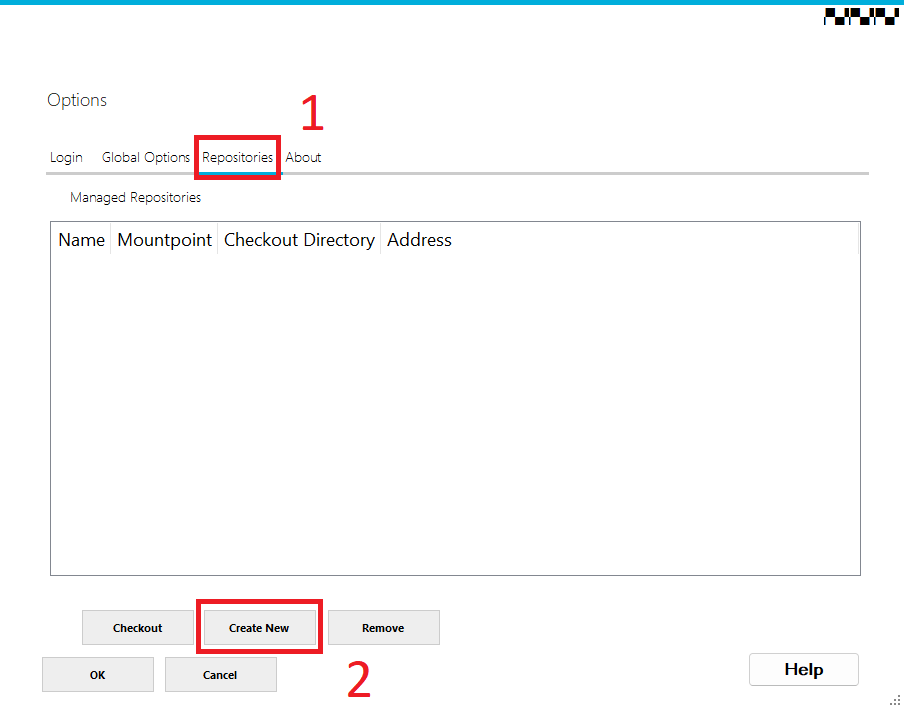 Options
1
Login Global Options Repositories About
Managed Repositories
Name Mountpoint Checkout Directory Address
Checkout Create New Remove
OK Cancel 2 Help